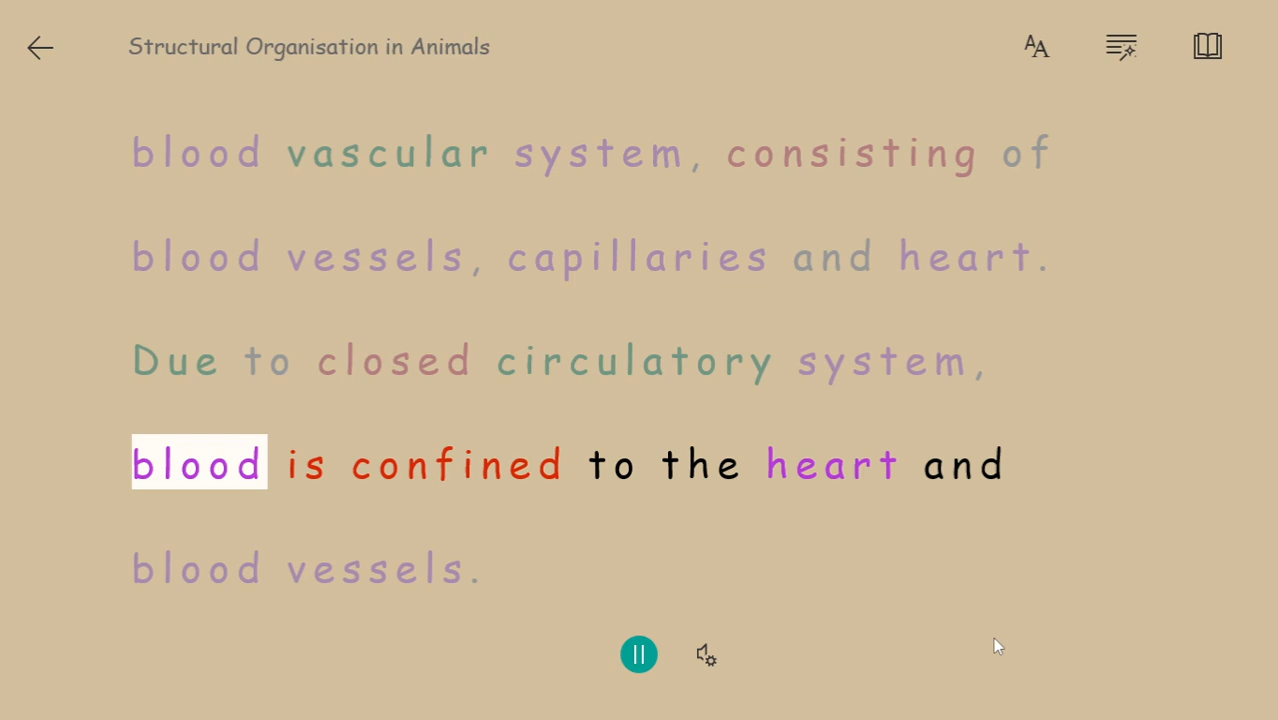 Structural Organisation in Animals
blood vascular system, consisting of
blood vessels, capillaries and heart.
Due to closed circulatory system,
blood is confined to the heart and
blood vessels.